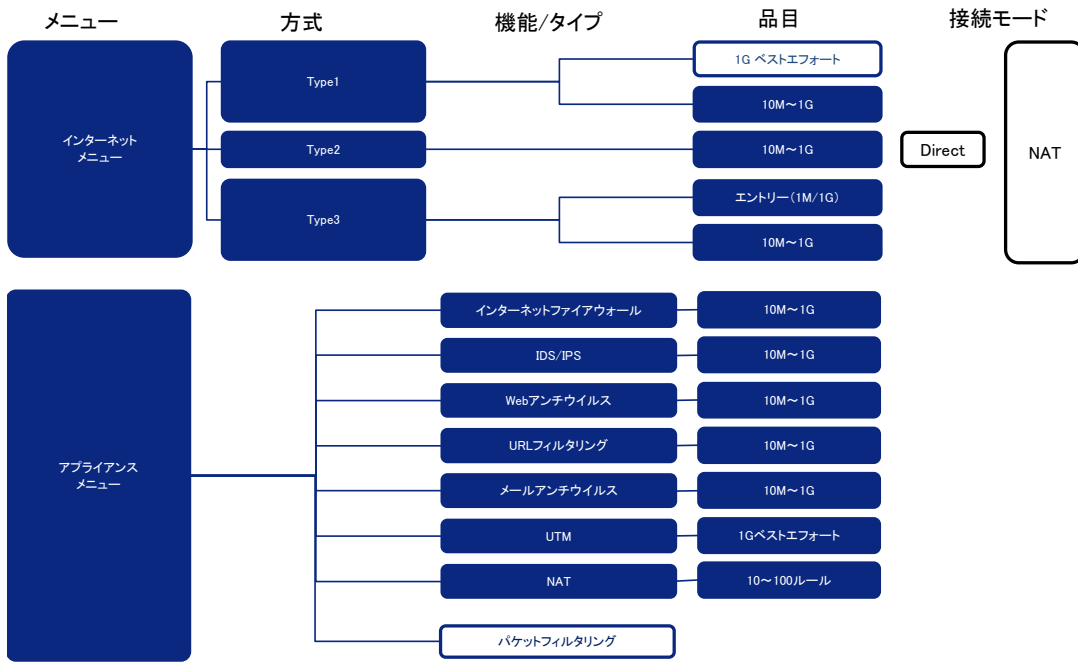 メニュー
方式
機能/タイプ
品目
接続モード
インターネット
メニュー
Type1
1G ベストエフォート
10M～1G
Type2
10M～1G
Direct
NAT
Type3
エントリー（1M/1G）
10M～1G
アプライアンス
メニュー
インターネットファイアウォール
10M～1G
IDS/IPS
10M～1G
Webアンチウイルス
10M～1G
URLフィルタリング
10M～1G
メールアンチウイルス
10M～1G
UTM
1Gベストエフォート
NAT
10～100ルール
パケットフィルタリング